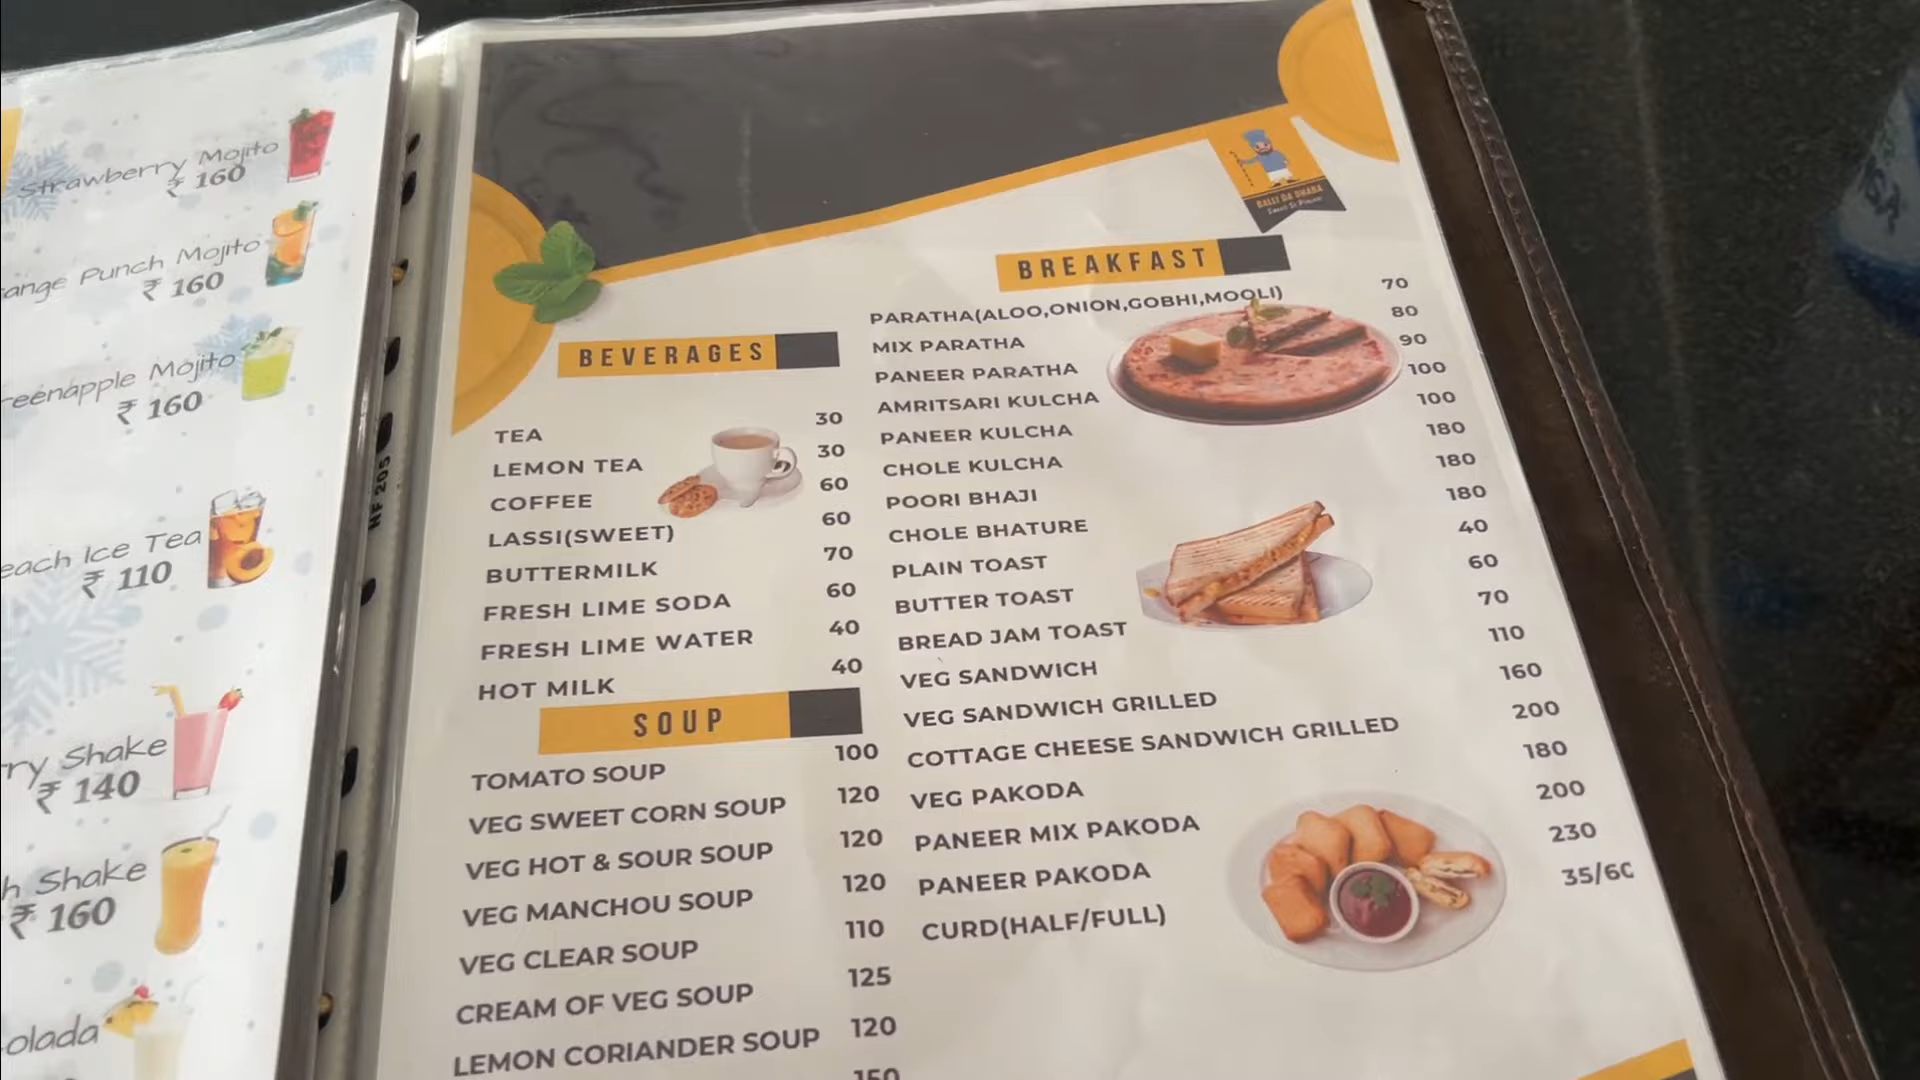 Strawberry Mojito
₹ 160
Punch Mojito
₹ 160
Mojito
₹ 160
Ice Tea
₹ 110
Shake
₹ 140
Shake
₹ 160
HF 205
DALJI DA DHABA
BEVERAGES
TEA 30
LEMON TEA 30
COFFEE 60
LASSI(SWEET) 60
BUTTERMILK 70
FRESH LIME SODA 60
FRESH LIME WATER 40
HOT MILK 40
SOUP
TOMATO SOUP 100
VEG SWEET CORN SOUP 120
VEG HOT & SOUR SOUP 120
VEG MANCHOU SOUP 120
VEG CLEAR SOUP 110
CREAM OF VEG SOUP 125
LEMON CORIANDER SOUP 120
150
BREAKFAST
PARATHA(ALOO,ONION,GOBHI,MOOLI) 70
MIX PARATHA 80
PANEER PARATHA 90
AMRITSARI KULCHA 100
PANEER KULCHA 100
CHOLE KULCHA 180
POORI BHAJI 180
CHOLE BHATURE 180
PLAIN TOAST 40
BUTTER TOAST 60
BREAD JAM TOAST 70
VEG SANDWICH 110
VEG SANDWICH GRILLED 160
COTTAGE CHEESE SANDWICH GRILLED 200
VEG PAKODA 180
PANEER MIX PAKODA 200
PANEER PAKODA 230
CURD(HALF/FULL) 35/60